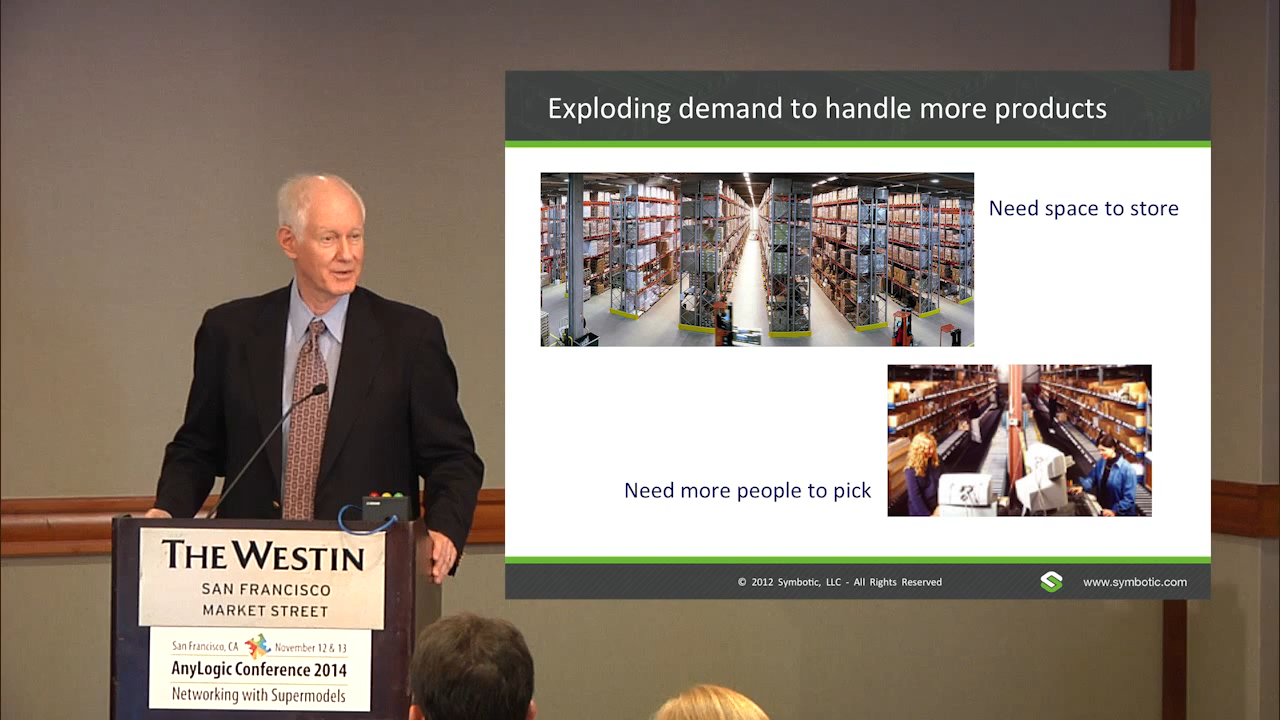 Exploding demand to handle more products
Need space to store
Need more people to pick
© 2012 Symbotic, LLC - All Rights Reserved
www.symbotic.com
THE WESTIN
SAN FRANCISCO
MARKET STREET
San Francisco, CA November 12 & 13
AnyLogic Conference 2014
Networking with Supermodels